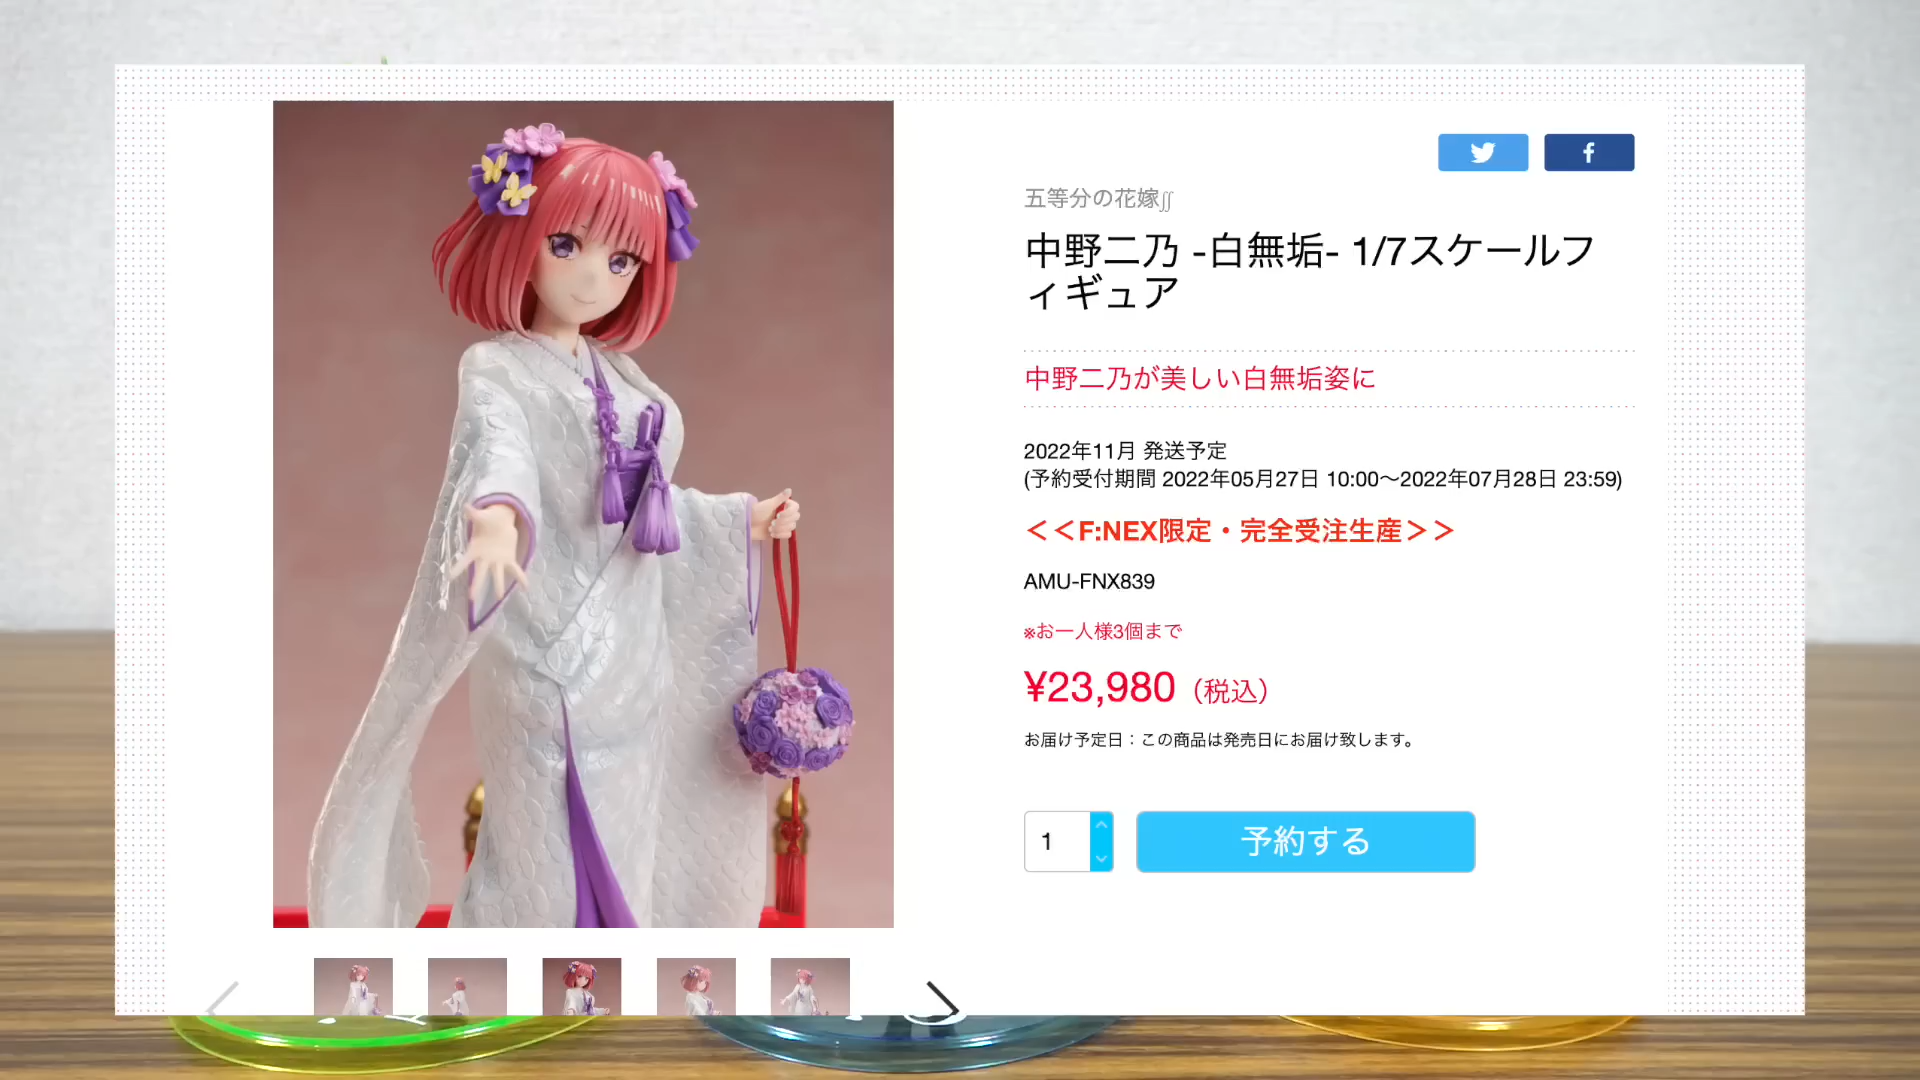 五等分の花嫁∬
中野二乃 -白無垢- 1/7スケールフ
ィギュア
中野二乃が美しい白無垢姿に
2022年11月 発送予定
(予約受付期間 2022年05月27日 10:00～2022年07月28日 23:59)
＜＜F:NEX限定・完全受注生産＞＞
AMU-FNX839
※お一人様3個まで
¥23,980（税込）
お届け予定日：この商品は発売日にお届け致します。
1
予約する